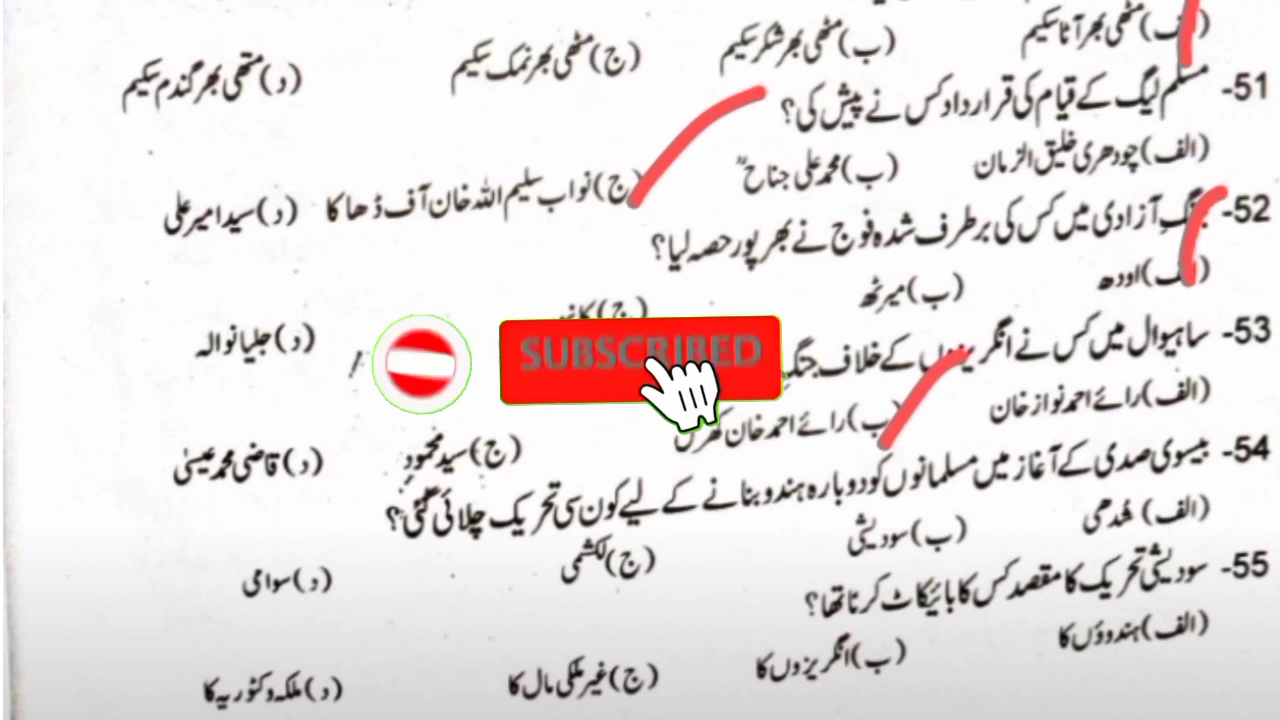 (الف) مٹھی بھر آٹا سکیم (ب) مٹھی بھر شکر سکیم (ج) مٹھی بھر نمک سکیم (د) متھی بھر گندم سکیم
51- مسلم لیگ کے قیام کی قرارداد کس نے پیش کی؟
(الف) چودھری خلیق الزمان (ب) محمد علی جناحؒ (ج) نواب سلیم اللہ خان آف ڈھاکا (د) سید امیر علی
52- جنگِ آزادی میں کس کی برطرف شدہ فوج نے بھرپور حصہ لیا؟
(الف) اودھ (ب) میرٹھ (ج) (د) جلیانوالہ
53- ساہیوال میں کس نے انگریزوں کے خلاف جنگِ
SUBSCRIBED
(الف) رائے احمد نواز خان (ب) رائے احمد خان کھرل (ج) سید محمود (د) قاضی محمد عیسیٰ
54- بیسوی صدی کے آغاز میں مسلمانوں کو دوبارہ ہندو بنانے کے لیے کون سی تحریک چلائی گئی؟
(الف) شدھی (ب) سودیشی (ج) لکشمی (د) سوامی
55- سودیشی تحریک کا مقصد کس کا بائیکاٹ کرنا تھا؟
(الف) ہندوؤں کا (ب) انگریزوں کا (ج) غیر ملکی مال کا (د) ملکہ وکٹوریہ کا